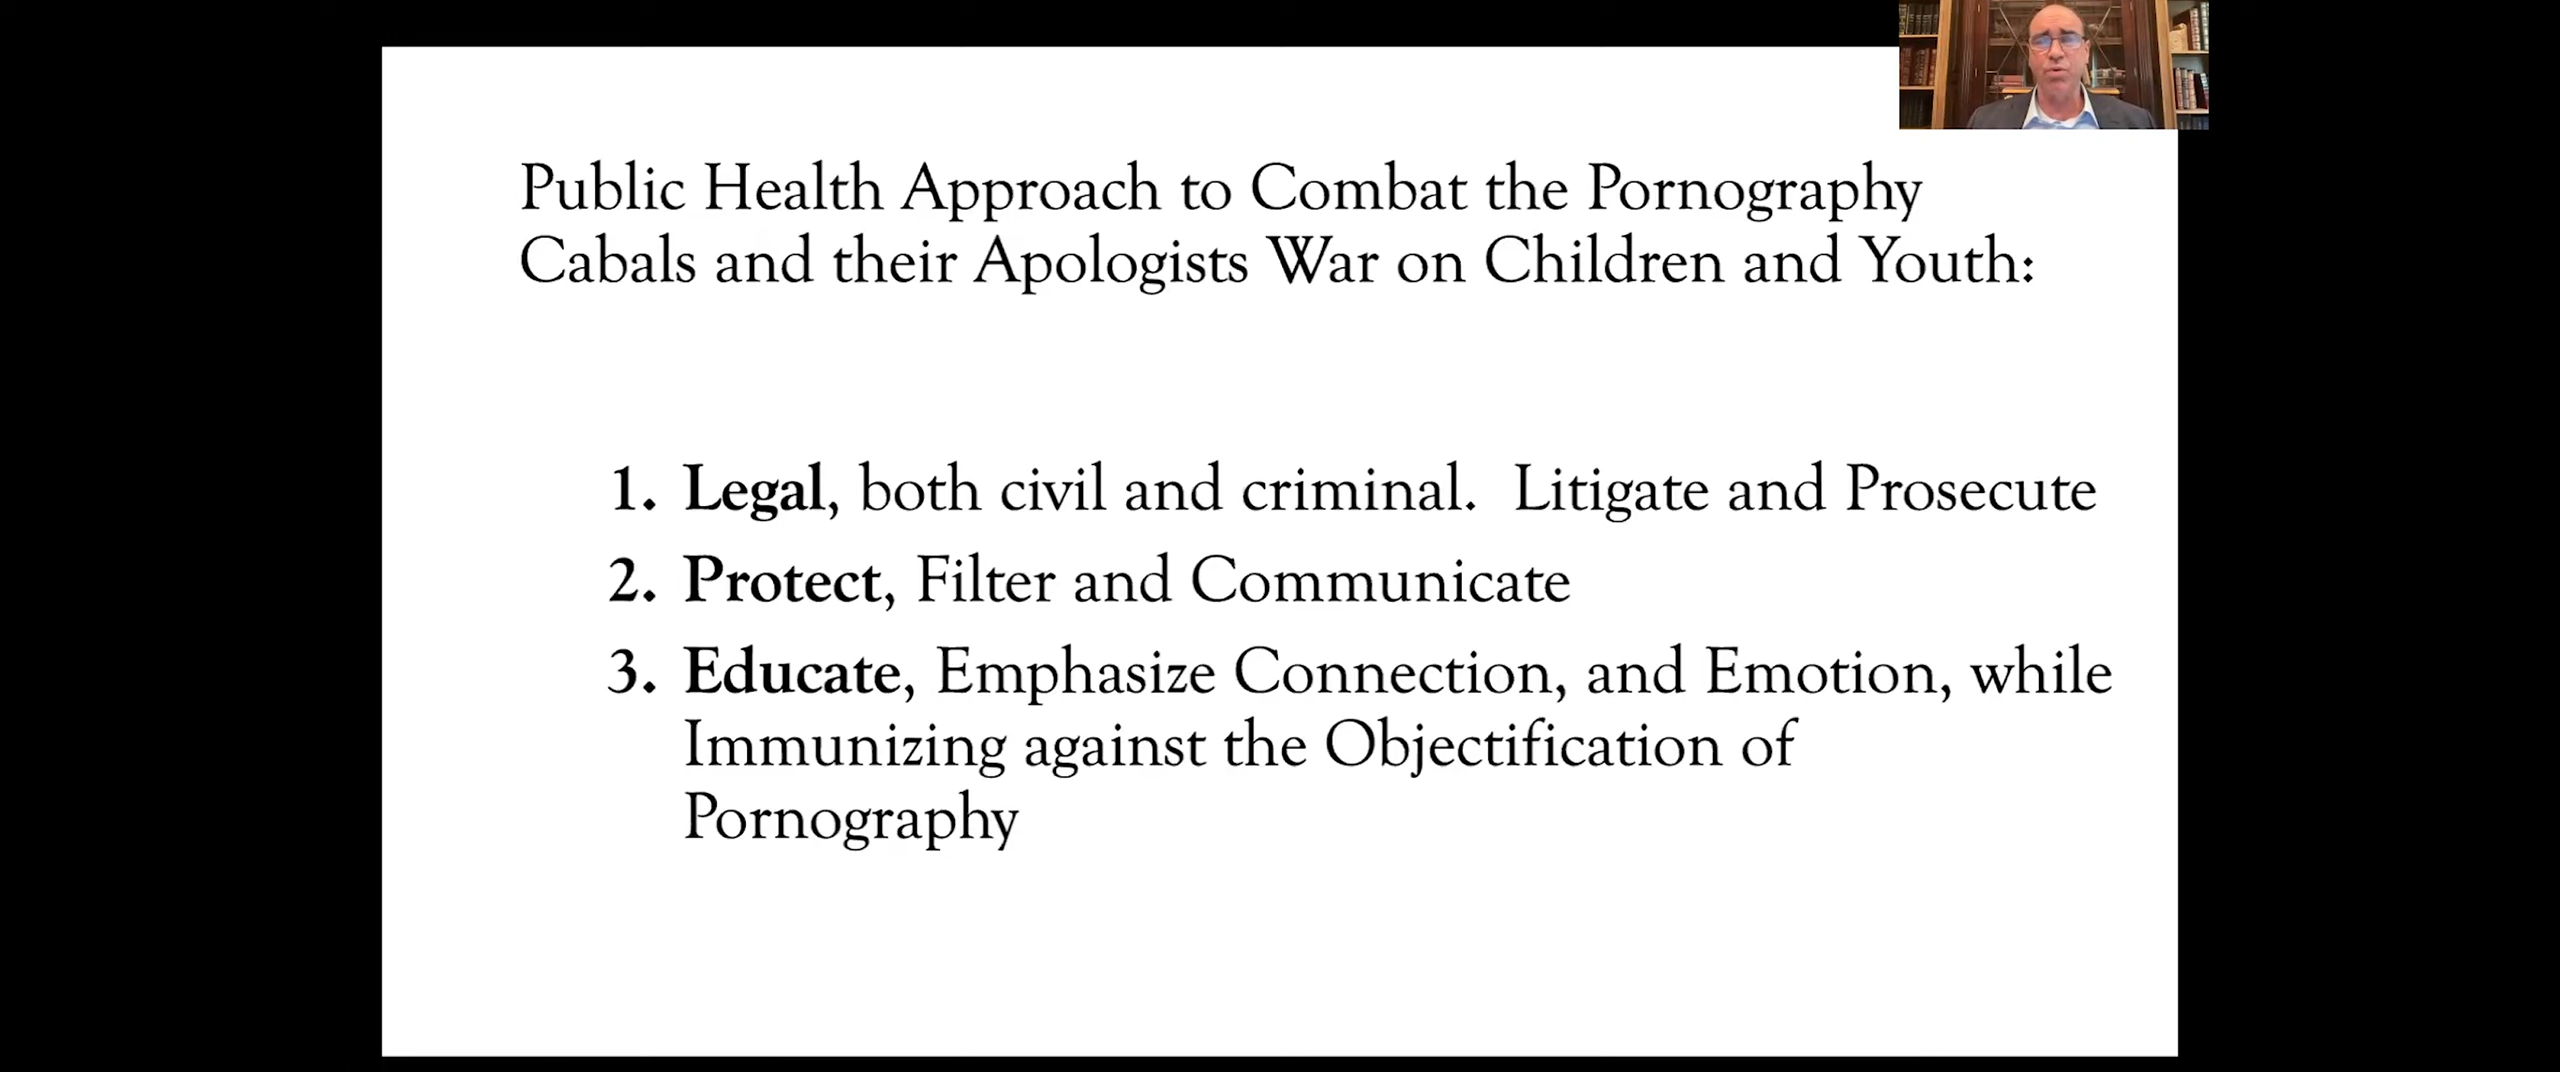 Public Health Approach to Combat the Pornography
Cabals and their Apologists War on Children and Youth:
1. Legal, both civil and criminal.  Litigate and Prosecute
2. Protect, Filter and Communicate
3. Educate, Emphasize Connection, and Emotion, while
Immunizing against the Objectification of
Pornography